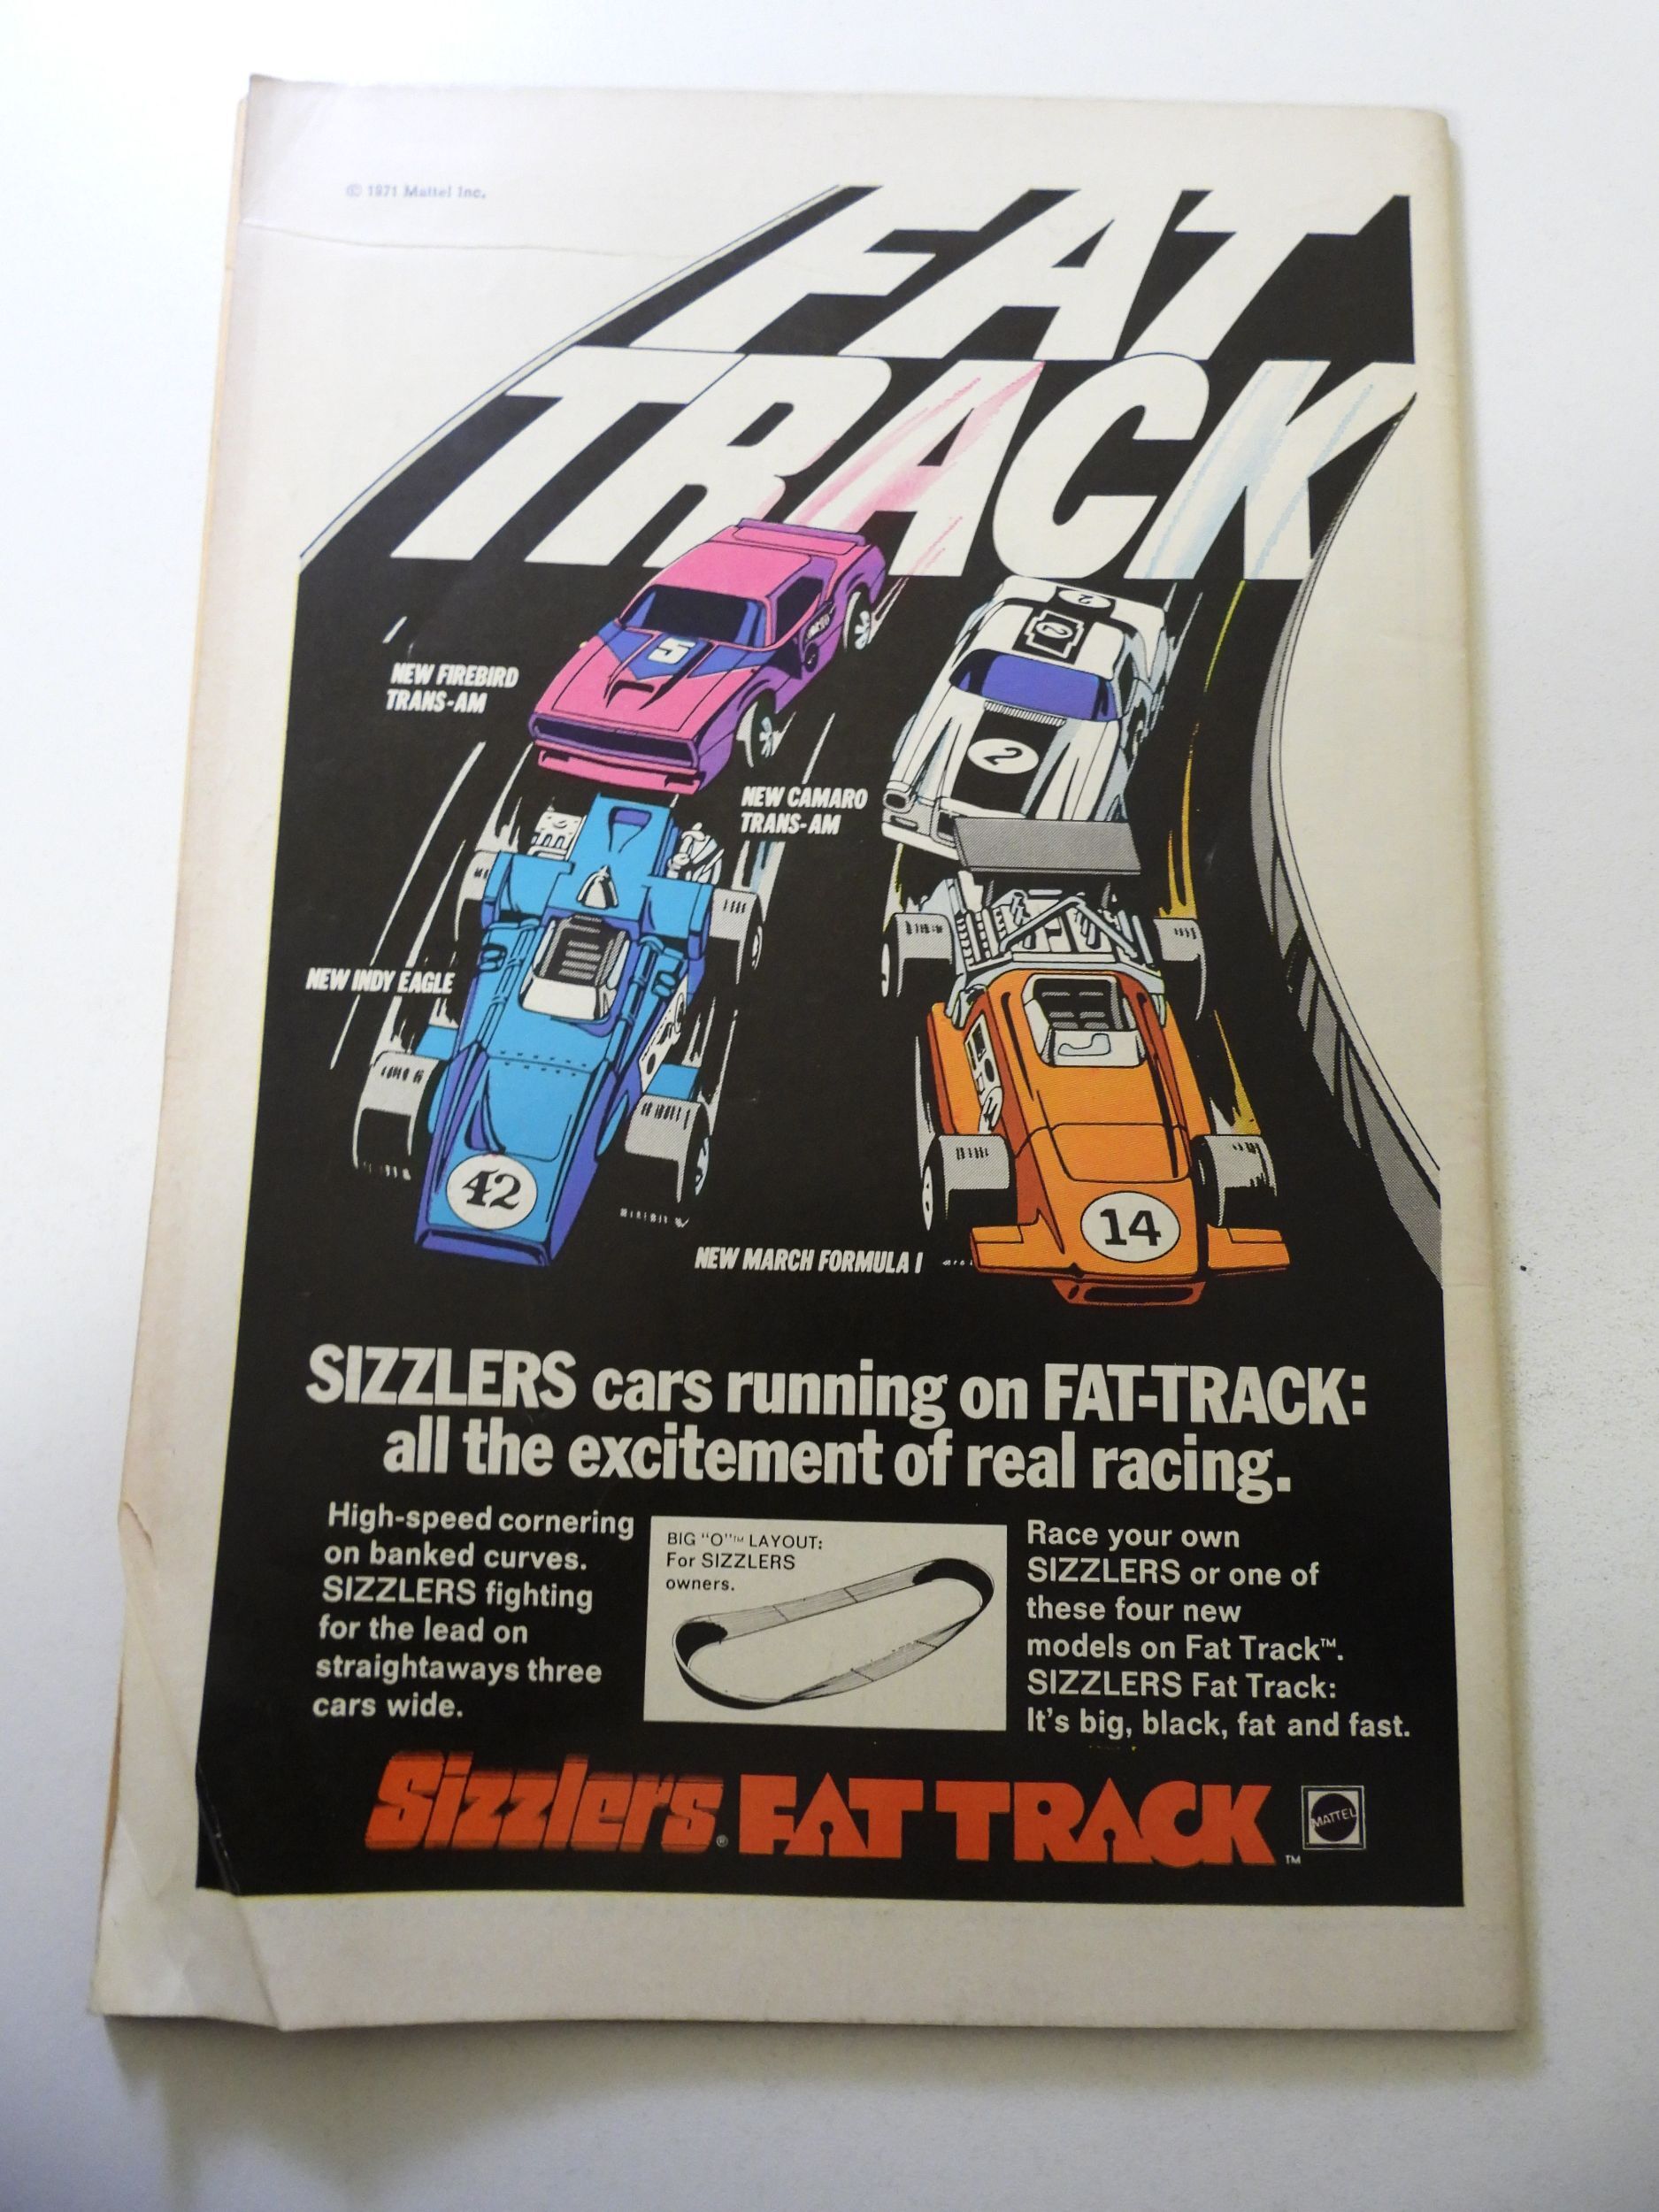 © 1971 Mattel Inc.
FAT
TRACK
5
2
2
2
NEW FIREBIRD
TRANS-AM
NEW CAMARO
TRANS-AM
NEW INDY EAGLE
42
14
NEW MARCH FORMULA I
SIZZLERS cars running on FAT-TRACK:
all the excitement of real racing.
High-speed cornering
on banked curves.
SIZZLERS fighting
for the lead on
straightaways three
cars wide.
BIG "O"™ LAYOUT:
For SIZZLERS
owners.
Race your own
SIZZLERS or one of
these four new
models on Fat Track™.
SIZZLERS Fat Track:
It's big, black, fat and fast.
Sizzlers® FAT TRACK™
MATTEL